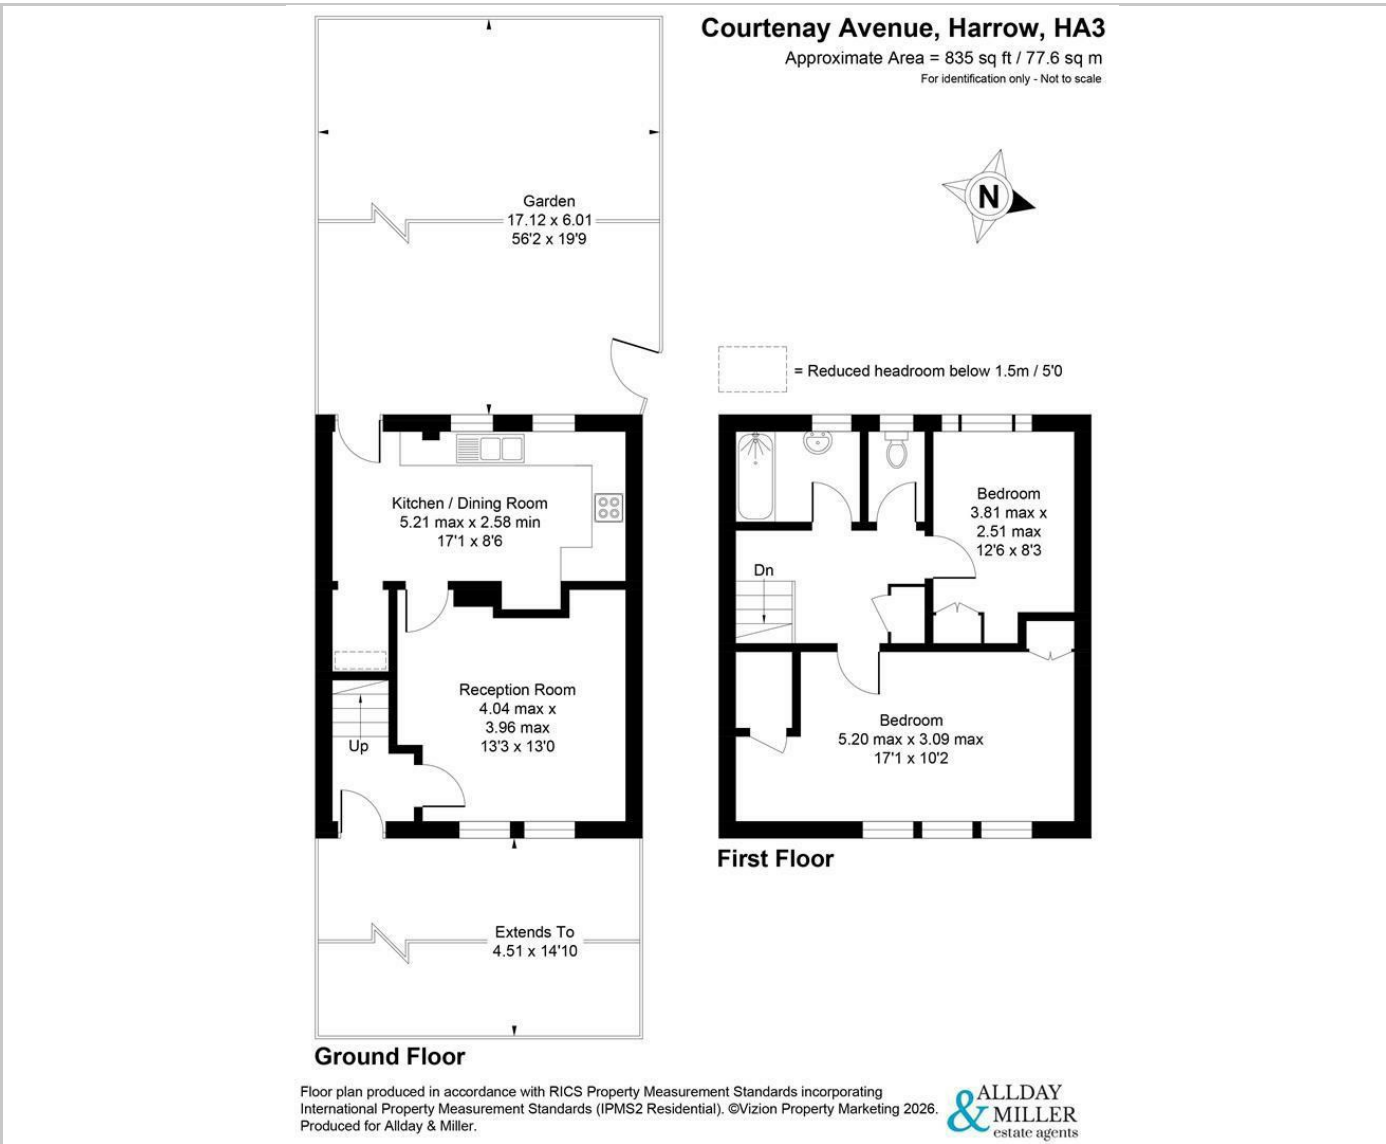 Courtenay Avenue, Harrow, HA3
Approximate Area = 835 sq ft / 77.6 sq m
For identification only - Not to scale
N
Garden
17.12 x 6.01
56'2 x 19'9
= Reduced headroom below 1.5m / 5'0
Kitchen / Dining Room
5.21 max x 2.58 min
17'1 x 8'6
Reception Room
4.04 max x
3.96 max
13'3 x 13'0
Up
Extends To
4.51 x 14'10
Ground Floor
Bedroom
3.81 max x
2.51 max
12'6 x 8'3
Dn
Bedroom
5.20 max x 3.09 max
17'1 x 10'2
First Floor
Floor plan produced in accordance with RICS Property Measurement Standards incorporating
International Property Measurement Standards (IPMS2 Residential). ©Vizion Property Marketing 2026.
Produced for Allday & Miller.
ALLDAY
& MILLER
estate agents